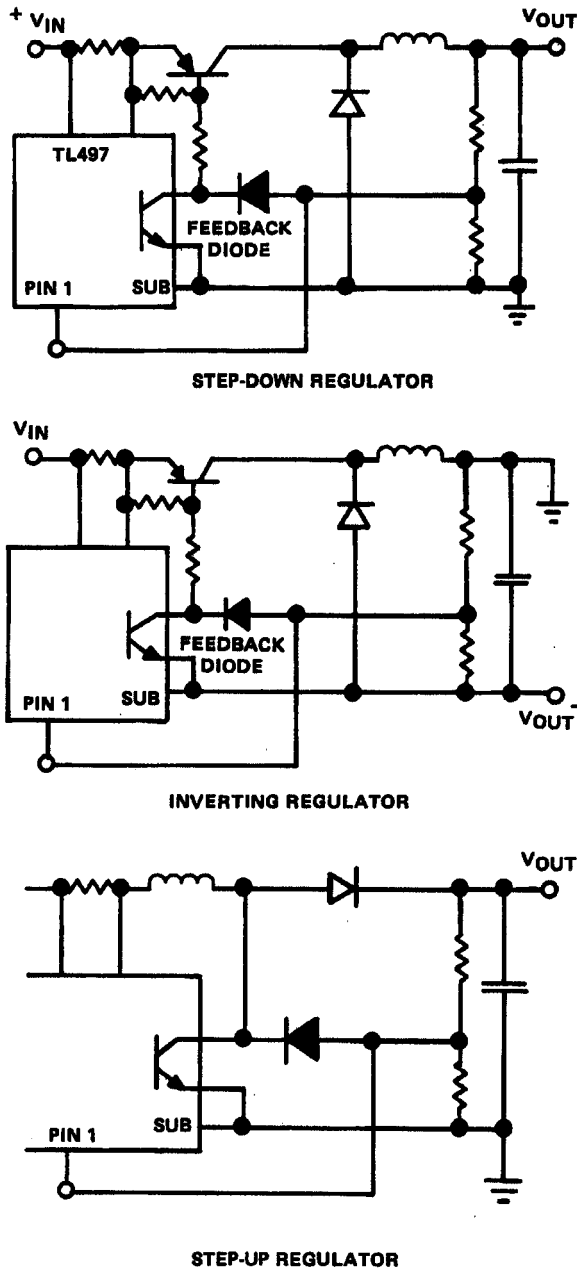 + VIN
VOUT
TL497
FEEDBACK
DIODE
PIN 1
SUB
STEP-DOWN REGULATOR
VIN
FEEDBACK
DIODE
PIN 1
SUB
VOUT-
INVERTING REGULATOR
VOUT
SUB
PIN 1
STEP-UP REGULATOR